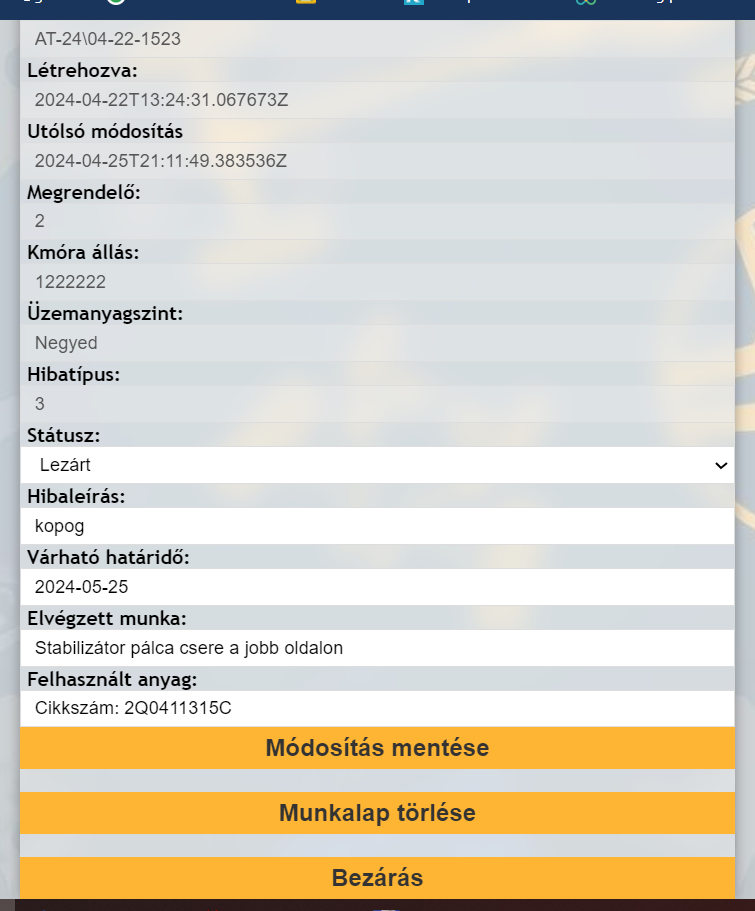 AT-24\04-22-1523
Létrehozva:
2024-04-22T13:24:31.067673Z
Utólsó módosítás
2024-04-25T21:11:49.383536Z
Megrendelő:
2
Kmóra állás:
1222222
Üzemanyagszint:
Negyed
Hibatípus:
3
Státusz:
Lezárt
Hibaleírás:
kopog
Várható határidő:
2024-05-25
Elvégzett munka:
Stabilizátor pálca csere a jobb oldalon
Felhasznált anyag:
Cikkszám: 2Q0411315C
Módosítás mentése
Munkalap törlése
Bezárás